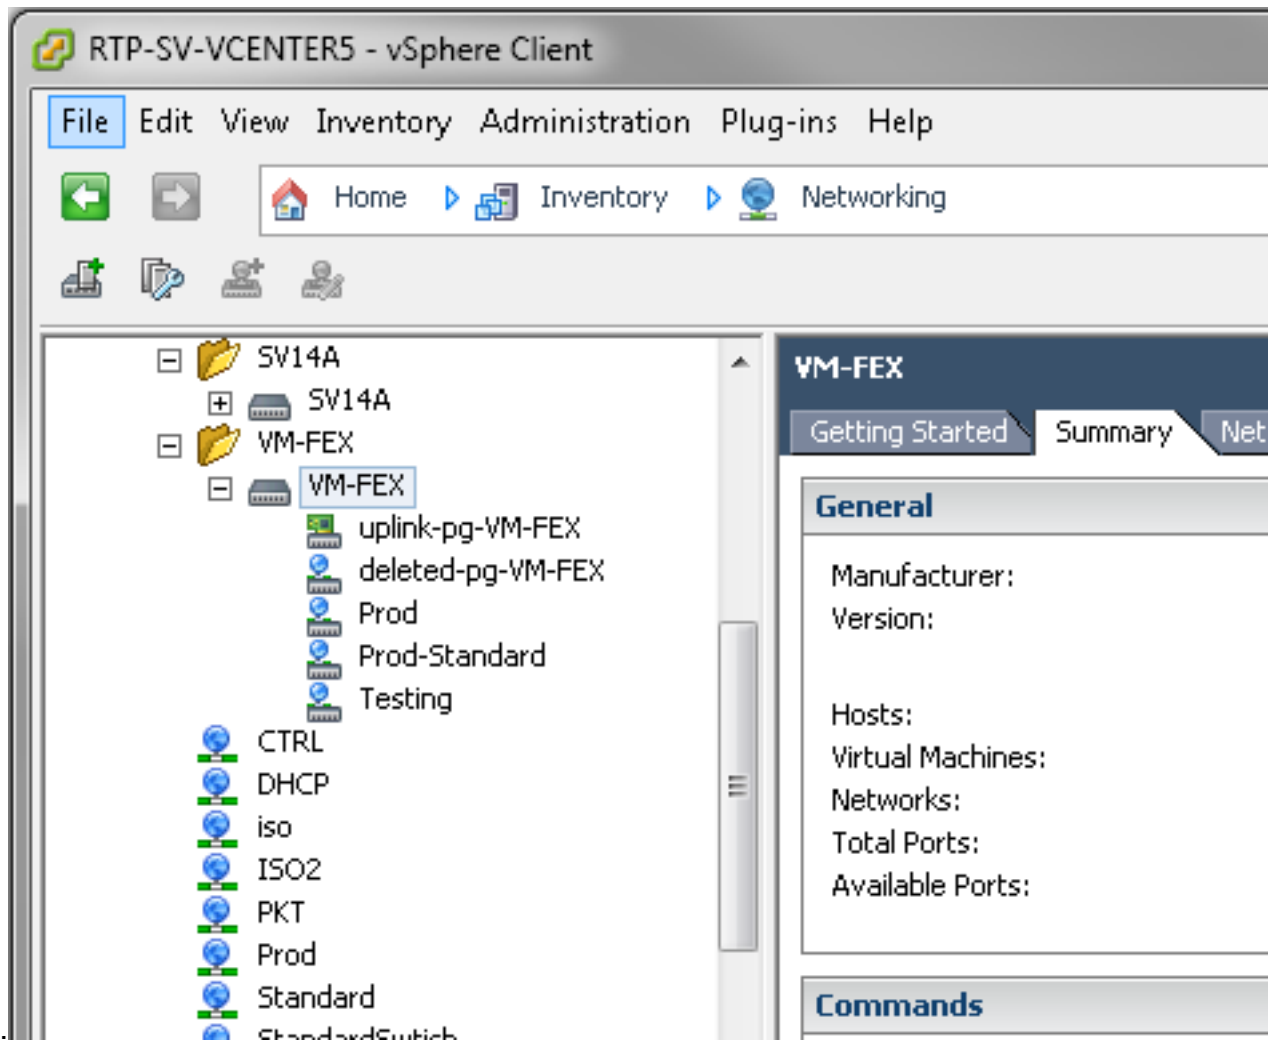 RTP-SV-VCENTER5 - vSphere Client
File Edit View Inventory Administration Plug-ins Help
Home Inventory Networking
SV14A
SV14A
VM-FEX
VM-FEX
uplink-pg-VM-FEX
deleted-pg-VM-FEX
Prod
Prod-Standard
Testing
CTRL
DHCP
iso
ISO2
PKT
Prod
Standard
StandardSwtich
VM-FEX
Getting Started Summary Net
General
Manufacturer:
Version:
Hosts:
Virtual Machines:
Networks:
Total Ports:
Available Ports:
Commands